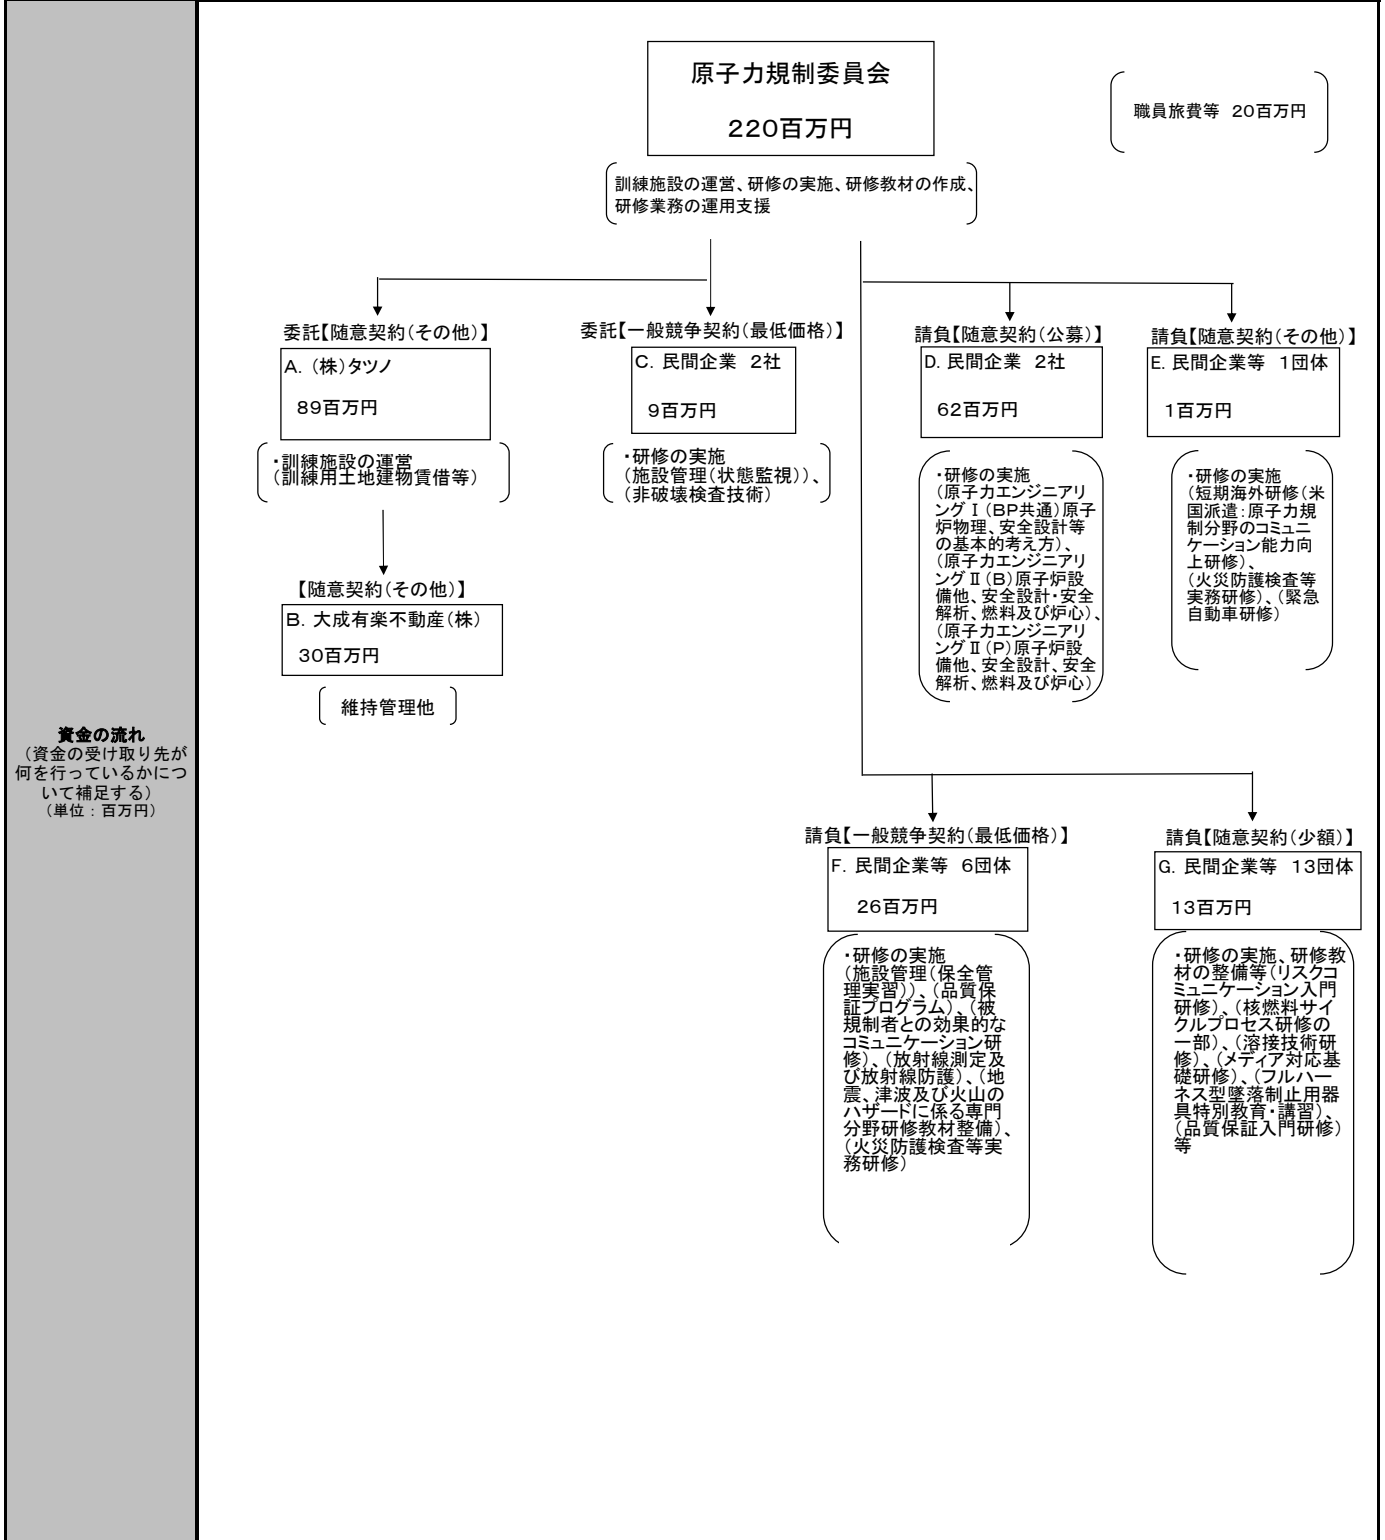 資金の流れ
（資金の受け取り先が
何を行っているかにつ
いて補足する）
（単位：百万円）
原子力規制委員会
220百万円
職員旅費等 20百万円
訓練施設の運営、研修の実施、研修教材の作成、
研修業務の運用支援
委託【随意契約（その他）】
A. （株）タツノ
89百万円
・訓練施設の運営
（訓練用土地建物賃借等）
【随意契約（その他）】
B. 大成有楽不動産（株）
30百万円
維持管理他
委託【一般競争契約（最低価格）】
C. 民間企業 2社
9百万円
・研修の実施
（施設管理（状態監視））、
（非破壊検査技術）
請負【随意契約（公募）】
D. 民間企業 2社
62百万円
・研修の実施
（原子力エンジニアリ
ングⅠ（BP共通）原子
炉物理、安全設計等
の基本的考え方）、
（原子力エンジニアリ
ングⅡ（B）原子炉設
備他、安全設計・安全
解析、燃料及び炉心）、
（原子力エンジニアリ
ングⅡ（P）原子炉設
備他、安全設計、安全
解析、燃料及び炉心）
請負【随意契約（その他）】
E. 民間企業等 1団体
1百万円
・研修の実施
（短期海外研修（米
国派遣：原子力規
制分野のコミュニ
ケーション能力向
上研修）、
（火災防護検査等
実務研修）、（緊急
自動車研修）
請負【一般競争契約（最低価格）】
F. 民間企業等 6団体
26百万円
・研修の実施
（施設管理（保全管
理実習））、（品質保
証プログラム）、（被
規制者との効果的な
コミュニケーション研
修）、（放射線測定及
び放射線防護）、（地
震、津波及び火山の
ハザードに係る専門
分野研修教材整備）、
（火災防護検査等実
務研修）
請負【随意契約（少額）】
G. 民間企業等 13団体
13百万円
・研修の実施、研修教
材の整備等（リスクコ
ミュニケーション入門
研修）、（核燃料サイ
クルプロセス研修の
一部）、（溶接技術研
修）、（メディア対応基
礎研修）、（フルハー
ネス型墜落制止用器
具特別教育・講習）、
（品質保証入門研修）
等